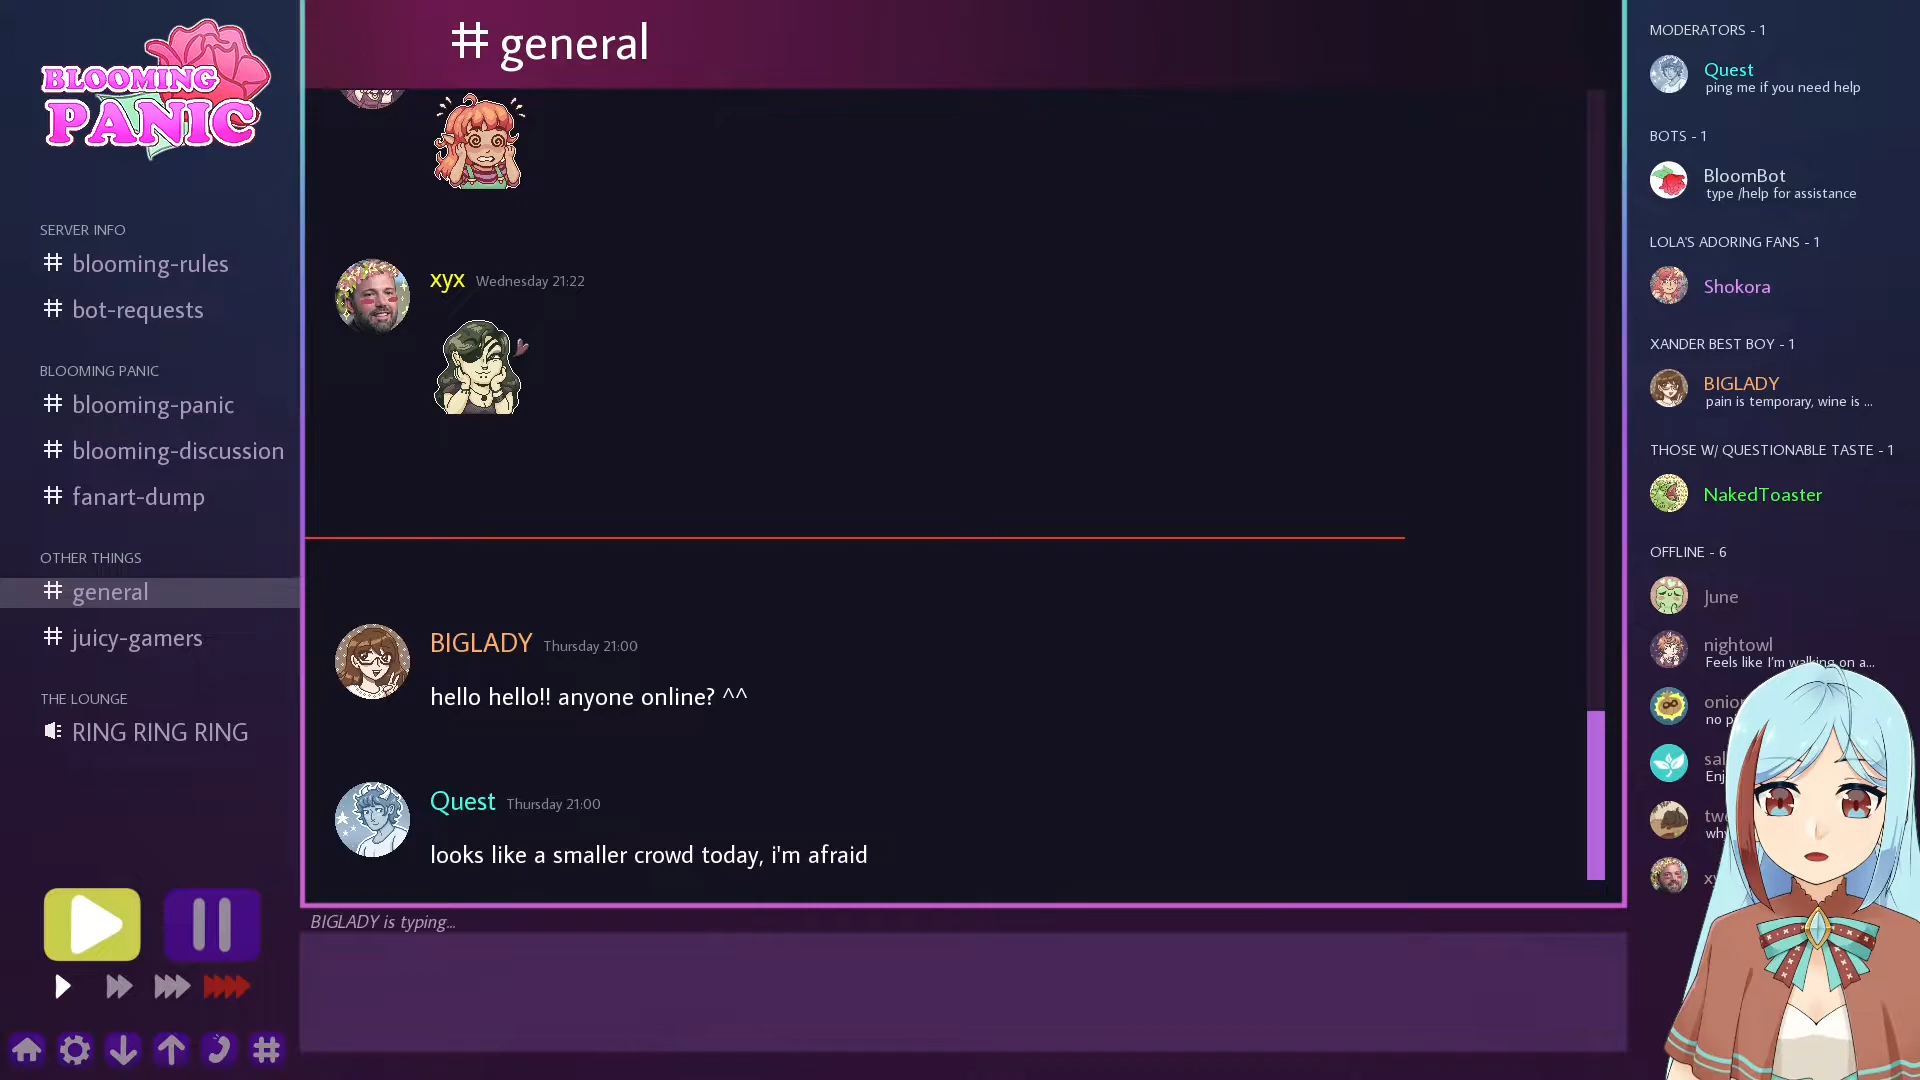 BLOOMING
PANIC
SERVER INFO
# blooming-rules
# bot-requests
BLOOMING PANIC
# blooming-panic
# blooming-discussion
# fanart-dump
OTHER THINGS
# general
# juicy-gamers
THE LOUNGE
RING RING RING
# general
xyx Wednesday 21:22
BIGLADY Thursday 21:00
hello hello!! anyone online? ^^
Quest Thursday 21:00
looks like a smaller crowd today, i'm afraid
BIGLADY is typing...
MODERATORS - 1
Quest
ping me if you need help
BOTS - 1
BloomBot
type /help for assistance
LOLA'S ADORING FANS - 1
Shokora
XANDER BEST BOY - 1
BIGLADY
pain is temporary, wine is ...
THOSE W/ QUESTIONABLE TASTE - 1
NakedToaster
OFFLINE - 6
June
nightowl
Feels like I'm walking on a...
no